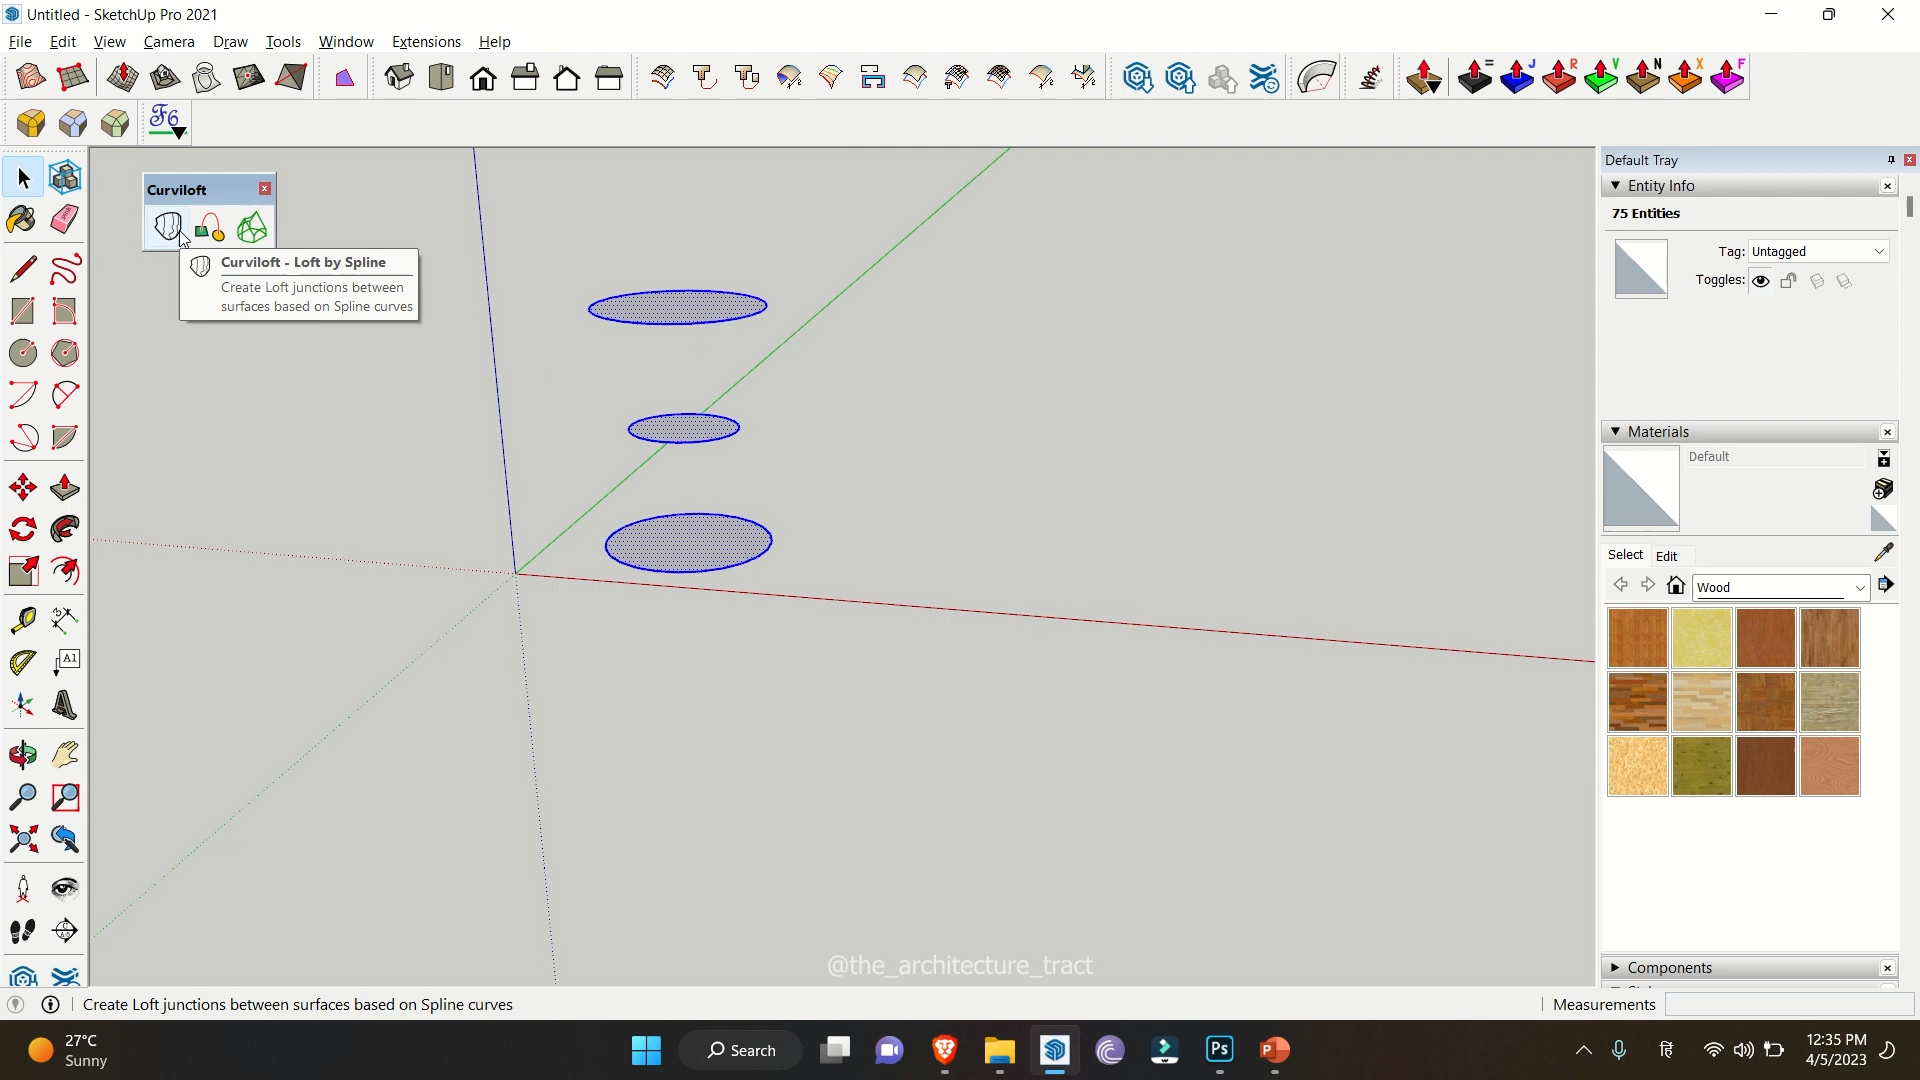 Untitled - SketchUp Pro 2021
File Edit View Camera Draw Tools Window Extensions Help
= J R V N X F
F6
Curviloft
Curviloft - Loft by Spline
Create Loft junctions between
surfaces based on Spline curves
A1
Default Tray
Entity Info
75 Entities
Tag: Untagged
Toggles:
Materials
Default
Select Edit
Wood
Components
@the_architecture_tract
Create Loft junctions between surfaces based on Spline curves
Measurements
27°C
Sunny
Search
Ps
हिं
12:35 PM
4/5/2023